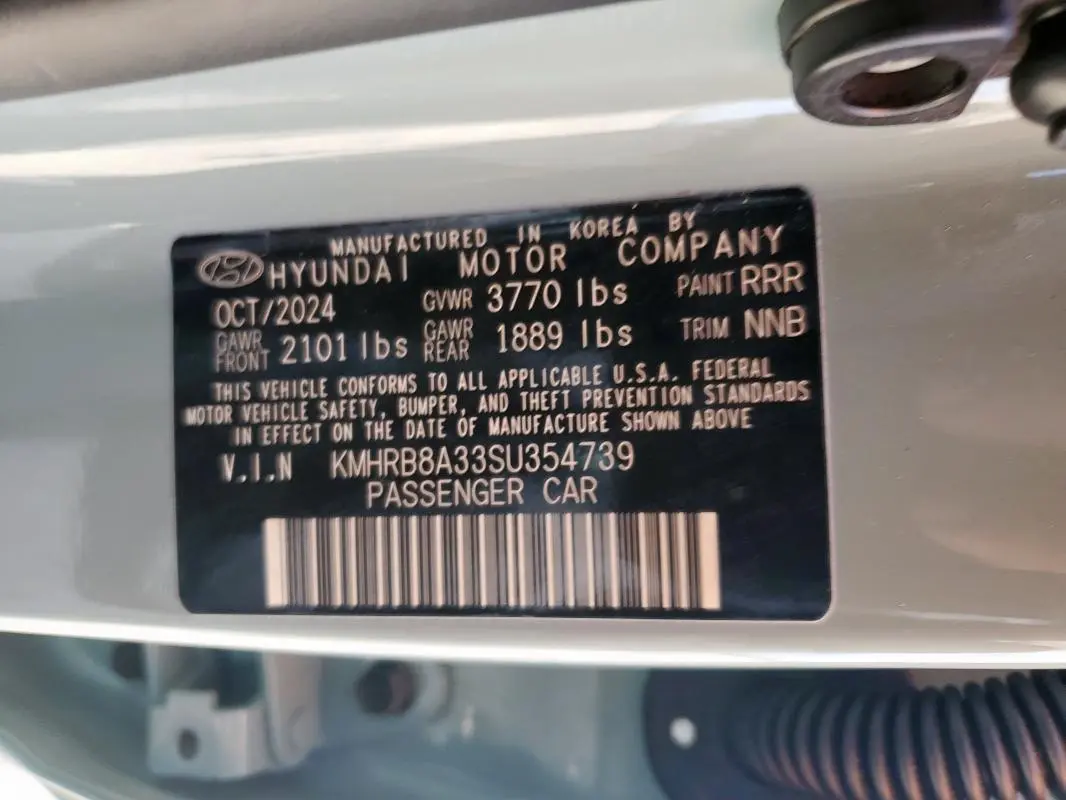 MANUFACTURED IN KOREA BY
HYUNDAI MOTOR COMPANY
OCT/2024 GVWR 3770 lbs PAINT RRR
GAWR FRONT 2101 lbs GAWR REAR 1889 lbs TRIM NNB
THIS VEHICLE CONFORMS TO ALL APPLICABLE U.S.A. FEDERAL
MOTOR VEHICLE SAFETY, BUMPER, AND THEFT PREVENTION STANDARDS
IN EFFECT ON THE DATE OF MANUFACTURE SHOWN ABOVE
V.I.N KMHRB8A33SU354739
PASSENGER CAR